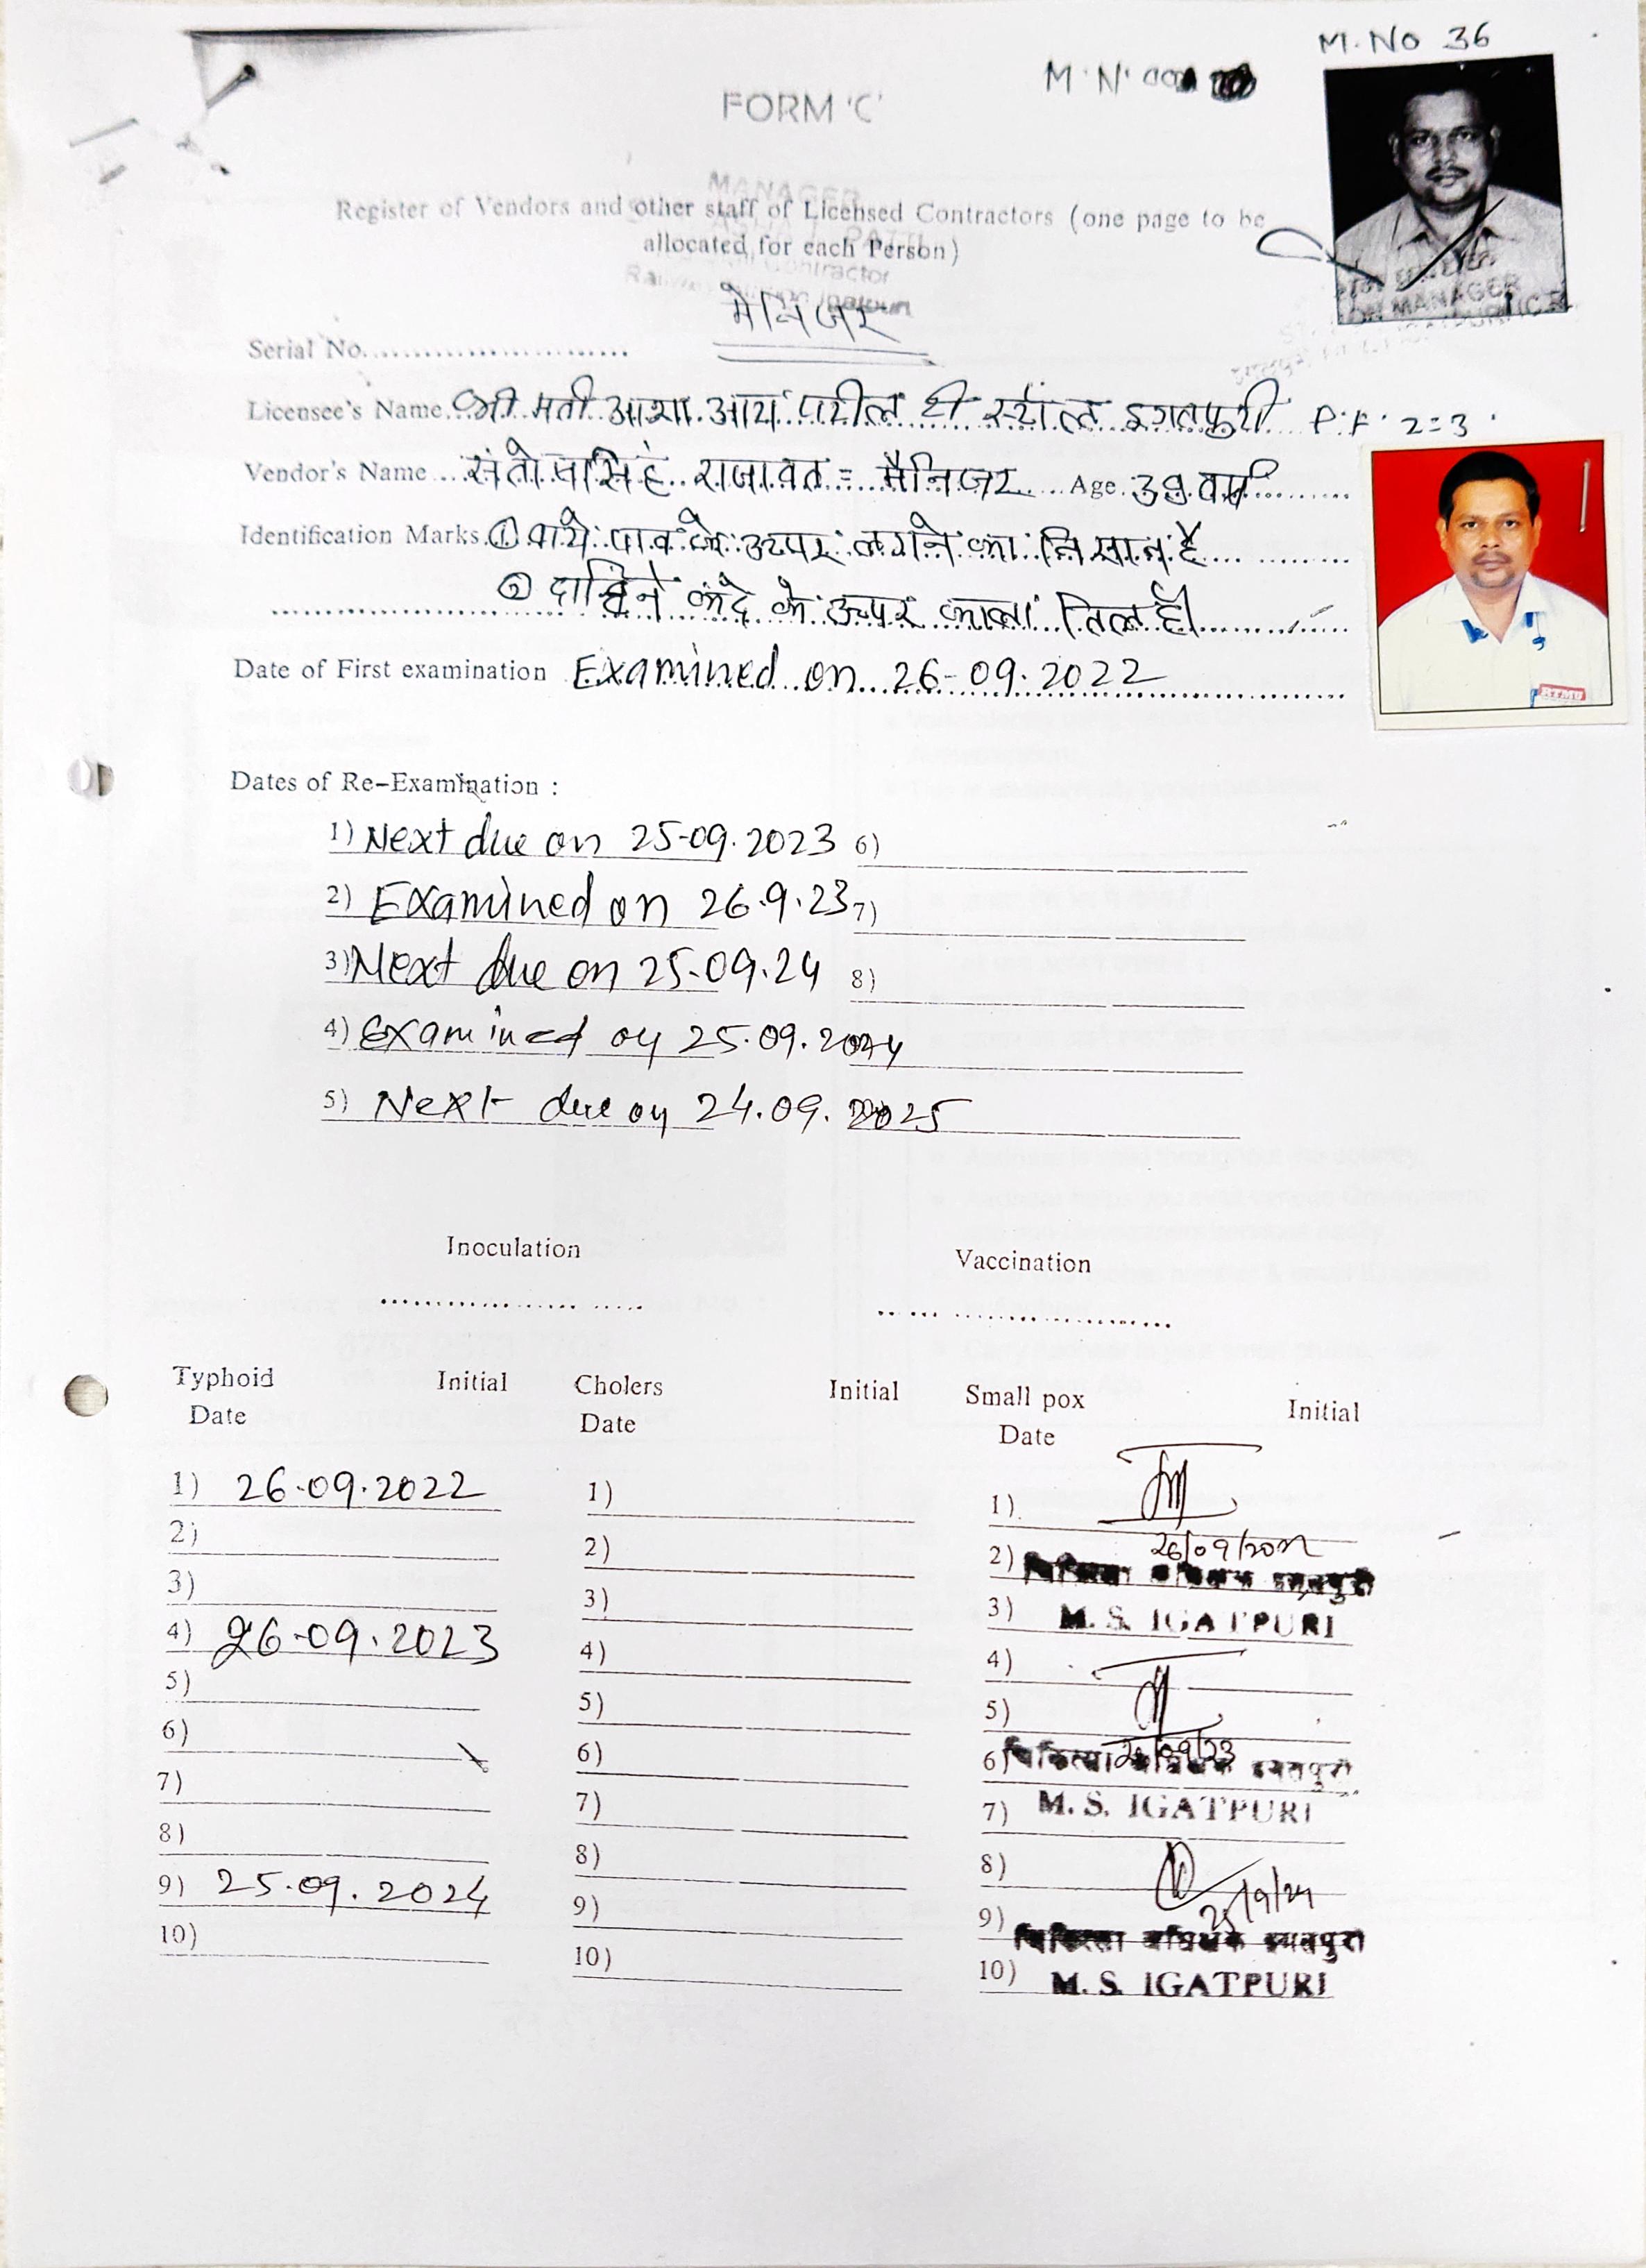 M. No 36
M. N.
FORM 'C'
MANAGER
Register of Vendors and other staff of Licensed Contractors (one page to be
allocated for each Person)
Contractor
मेनिजर
MANAGER
Serial No.
Licensee's Name श्रीमती आशा आय पाटील टी स्टॉल इगतपुरी P.F. 2=3
Vendor's Name संतोषसिंह राजावत = मैनिजर Age 39 वर्ष
Identification Marks ① बाये पाव के उपर लगने का निसान है
② दाहिने कंदे के उपर काला तिल है।
Date of First examination Examined on 26-09.2022
RTMU
Dates of Re-Examination :
1) Next due on 25-09.2023 6)
2) Examined on 26.9.23 7)
3) Next due on 25.09.24 8)
4) Examined on 25.09.2024
5) Next due on 24.09.2025
Inoculation Vaccination
Typhoid Initial Cholers Initial Small pox Initial
Date Date Date
1) 26.09.2022 1) 1)
26/09/2022
2) 2) 2) चिकित्सा अधिक्षक इगतपुरी
3) 3) 3) M. S. IGATPURI
4) 26.09.2023 4) 4)
5) 5) 5)
26/09/23
6) 6) 6) चिकित्सा अधिक्षक इगतपुरी
7) 7) 7) M. S. IGATPURI
8) 8) 8)
25/9/24
9) 25.09.2024 9) 9) चिकित्सा अधिक्षक इगतपुरी
10) 10) 10) M. S. IGATPURI